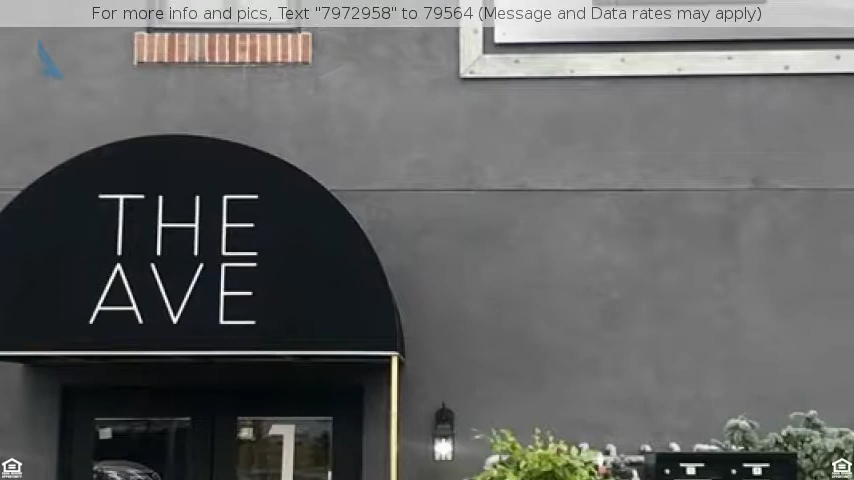 For more info and pics, Text "7972958" to 79564 (Message and Data rates may apply)
THE
AVE